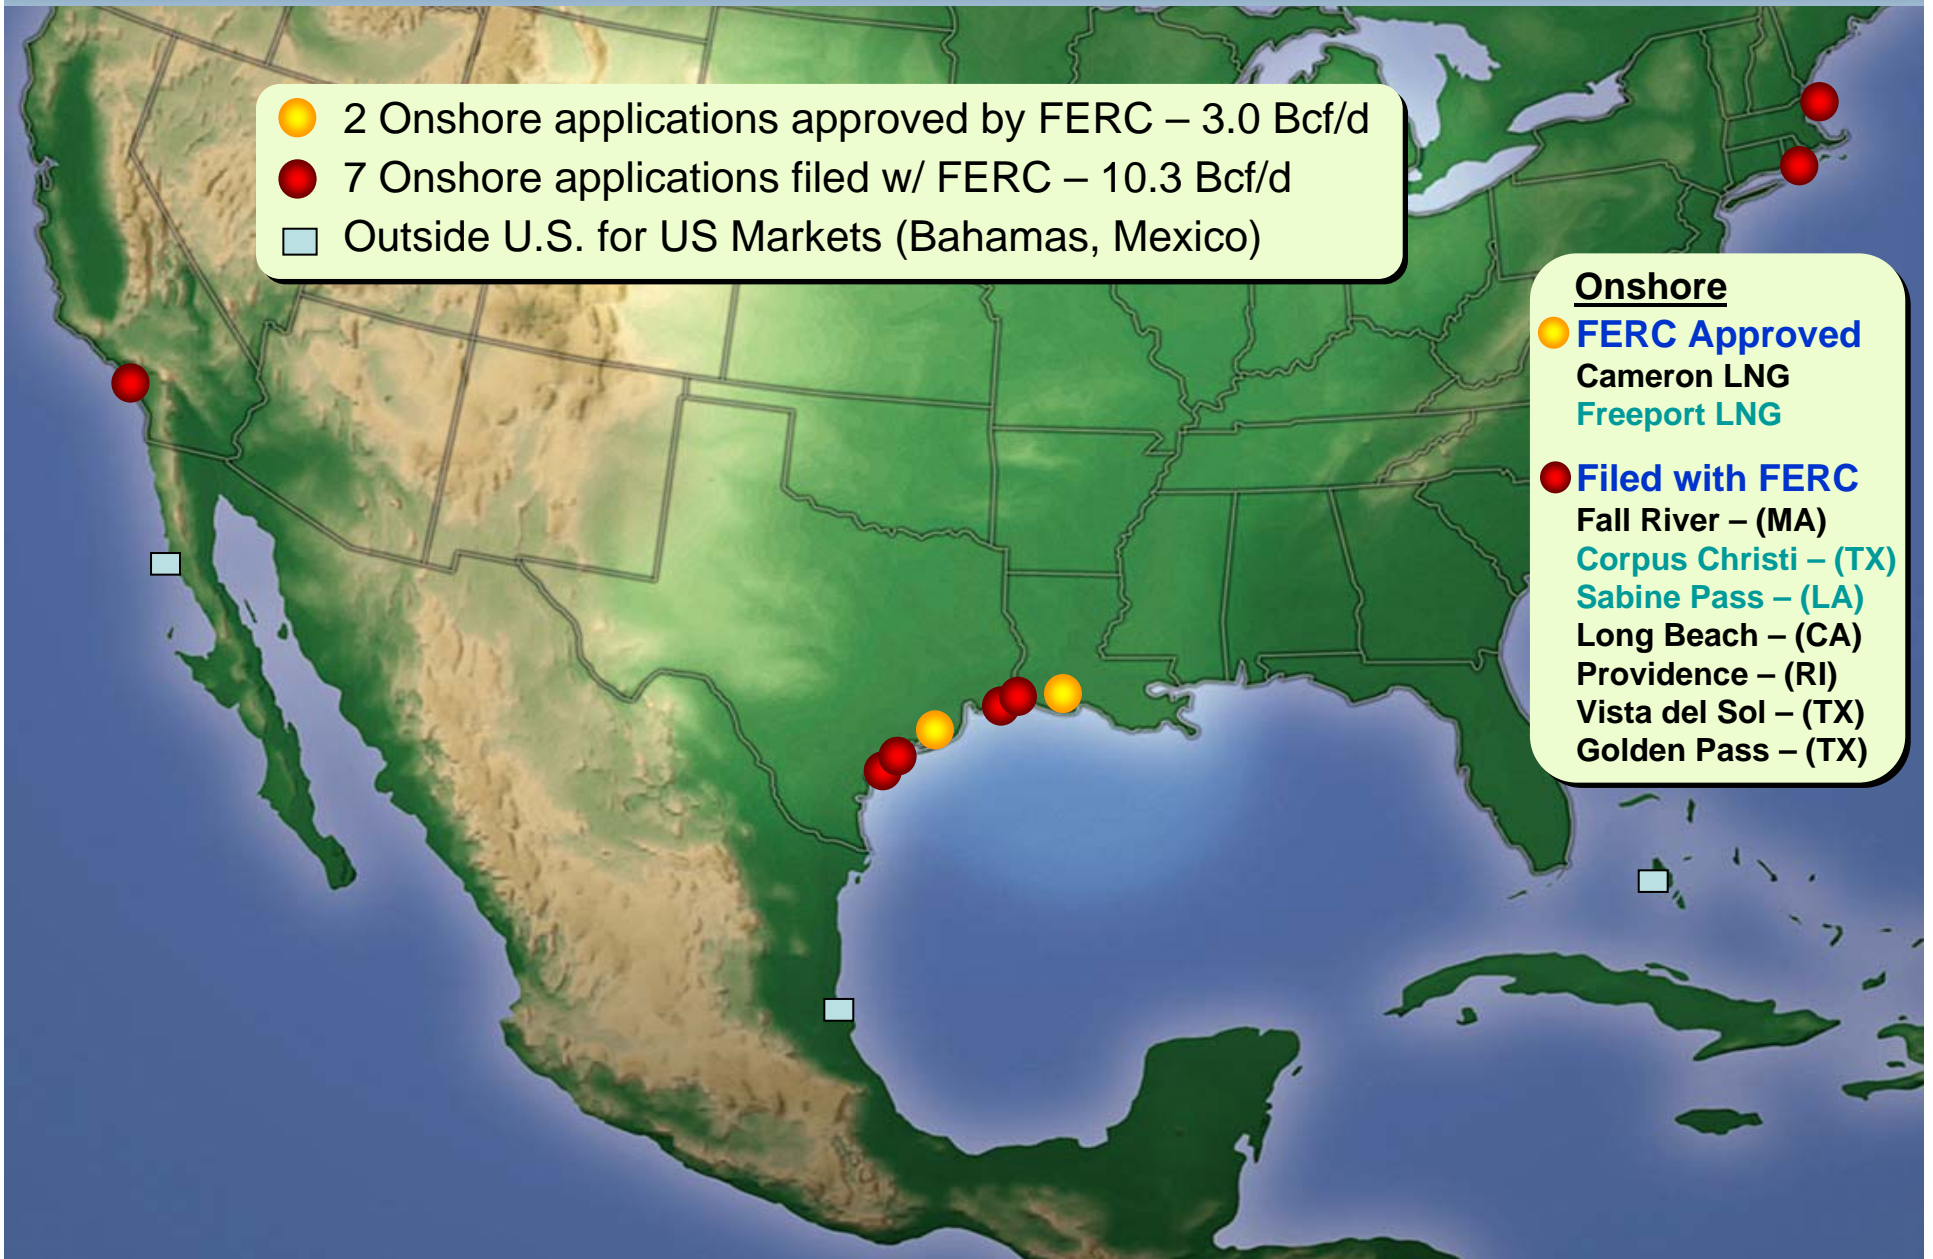 2 Onshore applications approved by FERC – 3.0 Bcf/d
7 Onshore applications filed w/ FERC – 10.3 Bcf/d
Outside U.S. for US Markets (Bahamas, Mexico)
Onshore
FERC Approved
Cameron LNG
Freeport LNG
Filed with FERC
Fall River – (MA)
Corpus Christi – (TX)
Sabine Pass – (LA)
Long Beach – (CA)
Providence – (RI)
Vista del Sol – (TX)
Golden Pass – (TX)